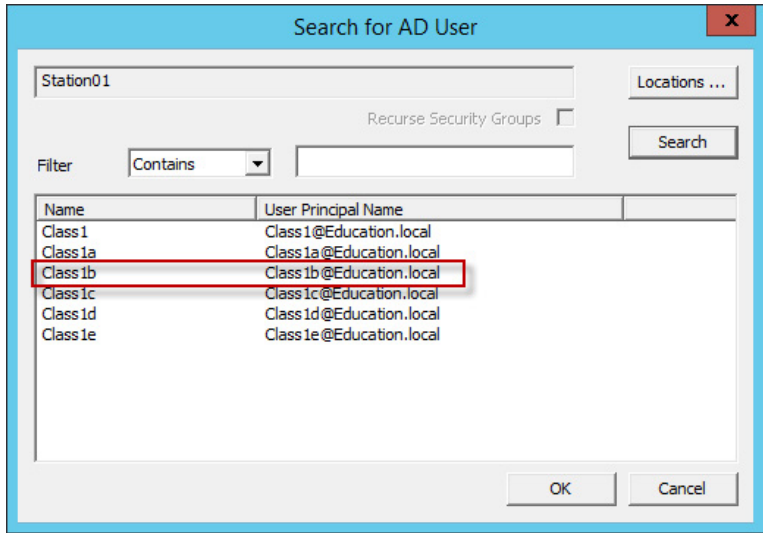 Search for AD User
x
Station01
Locations ...
Recurse Security Groups
Search
Filter Contains
Name User Principal Name
Class1 Class1@Education.local
Class1a Class1a@Education.local
Class1b Class1b@Education.local
Class1c Class1c@Education.local
Class1d Class1d@Education.local
Class1e Class1e@Education.local
OK Cancel